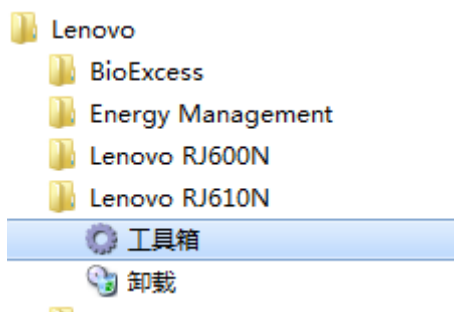 Lenovo
BioExcess
Energy Management
Lenovo RJ600N
Lenovo RJ610N
工具箱
卸载